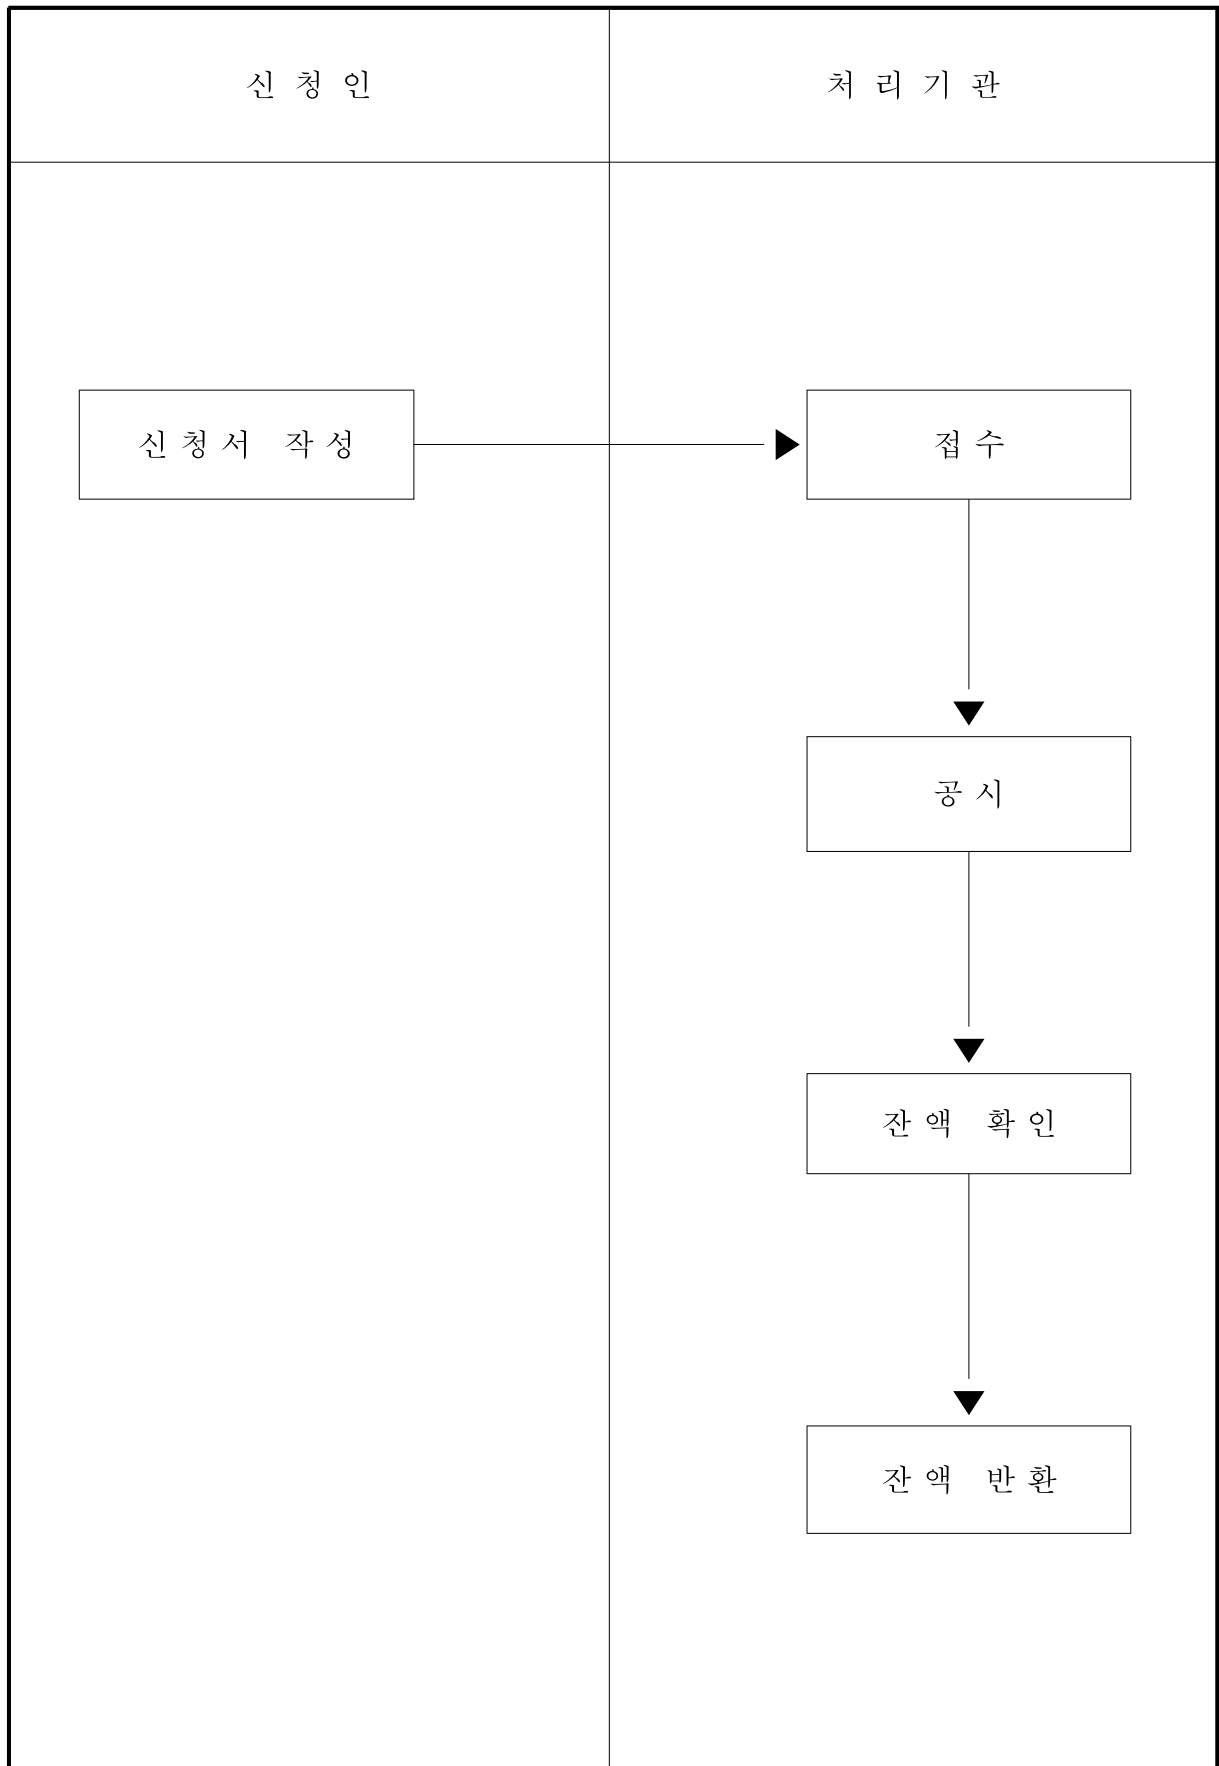 신 청 인
처 리 기 관
신 청 서 작 성
접 수
공 시
잔 액 확 인
잔 액 반 환